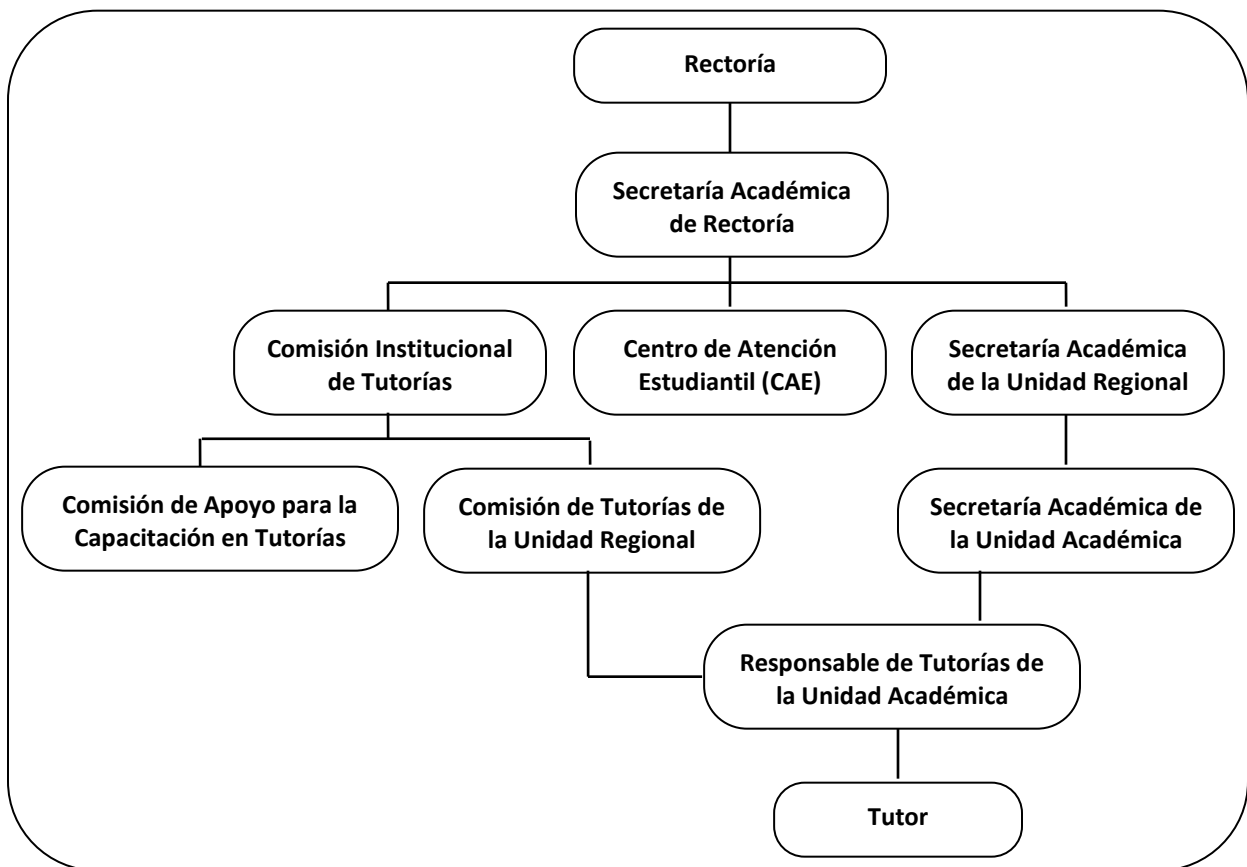 Rectoría
Secretaría Académica
de Rectoría
Comisión Institucional
de Tutorías
Centro de Atención
Estudiantil (CAE)
Secretaría Académica
de la Unidad Regional
Comisión de Apoyo para la
Capacitación en Tutorías
Comisión de Tutorías de
la Unidad Regional
Secretaría Académica de
la Unidad Académica
Responsable de Tutorías de
la Unidad Académica
Tutor